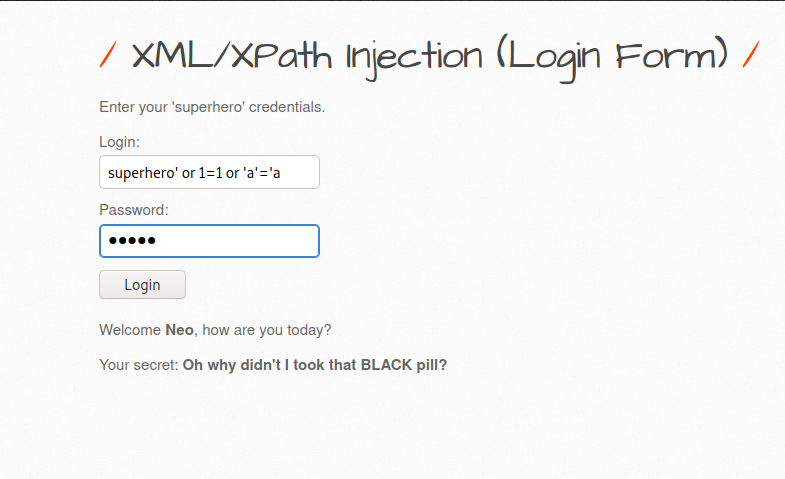 / XML/XPath Injection (Login Form) /
Enter your 'superhero' credentials.
Login:
superhero' or 1=1 or 'a'='a
Password:
●●●●●
Login
Welcome Neo, how are you today?
Your secret: Oh why didn't I took that BLACK pill?